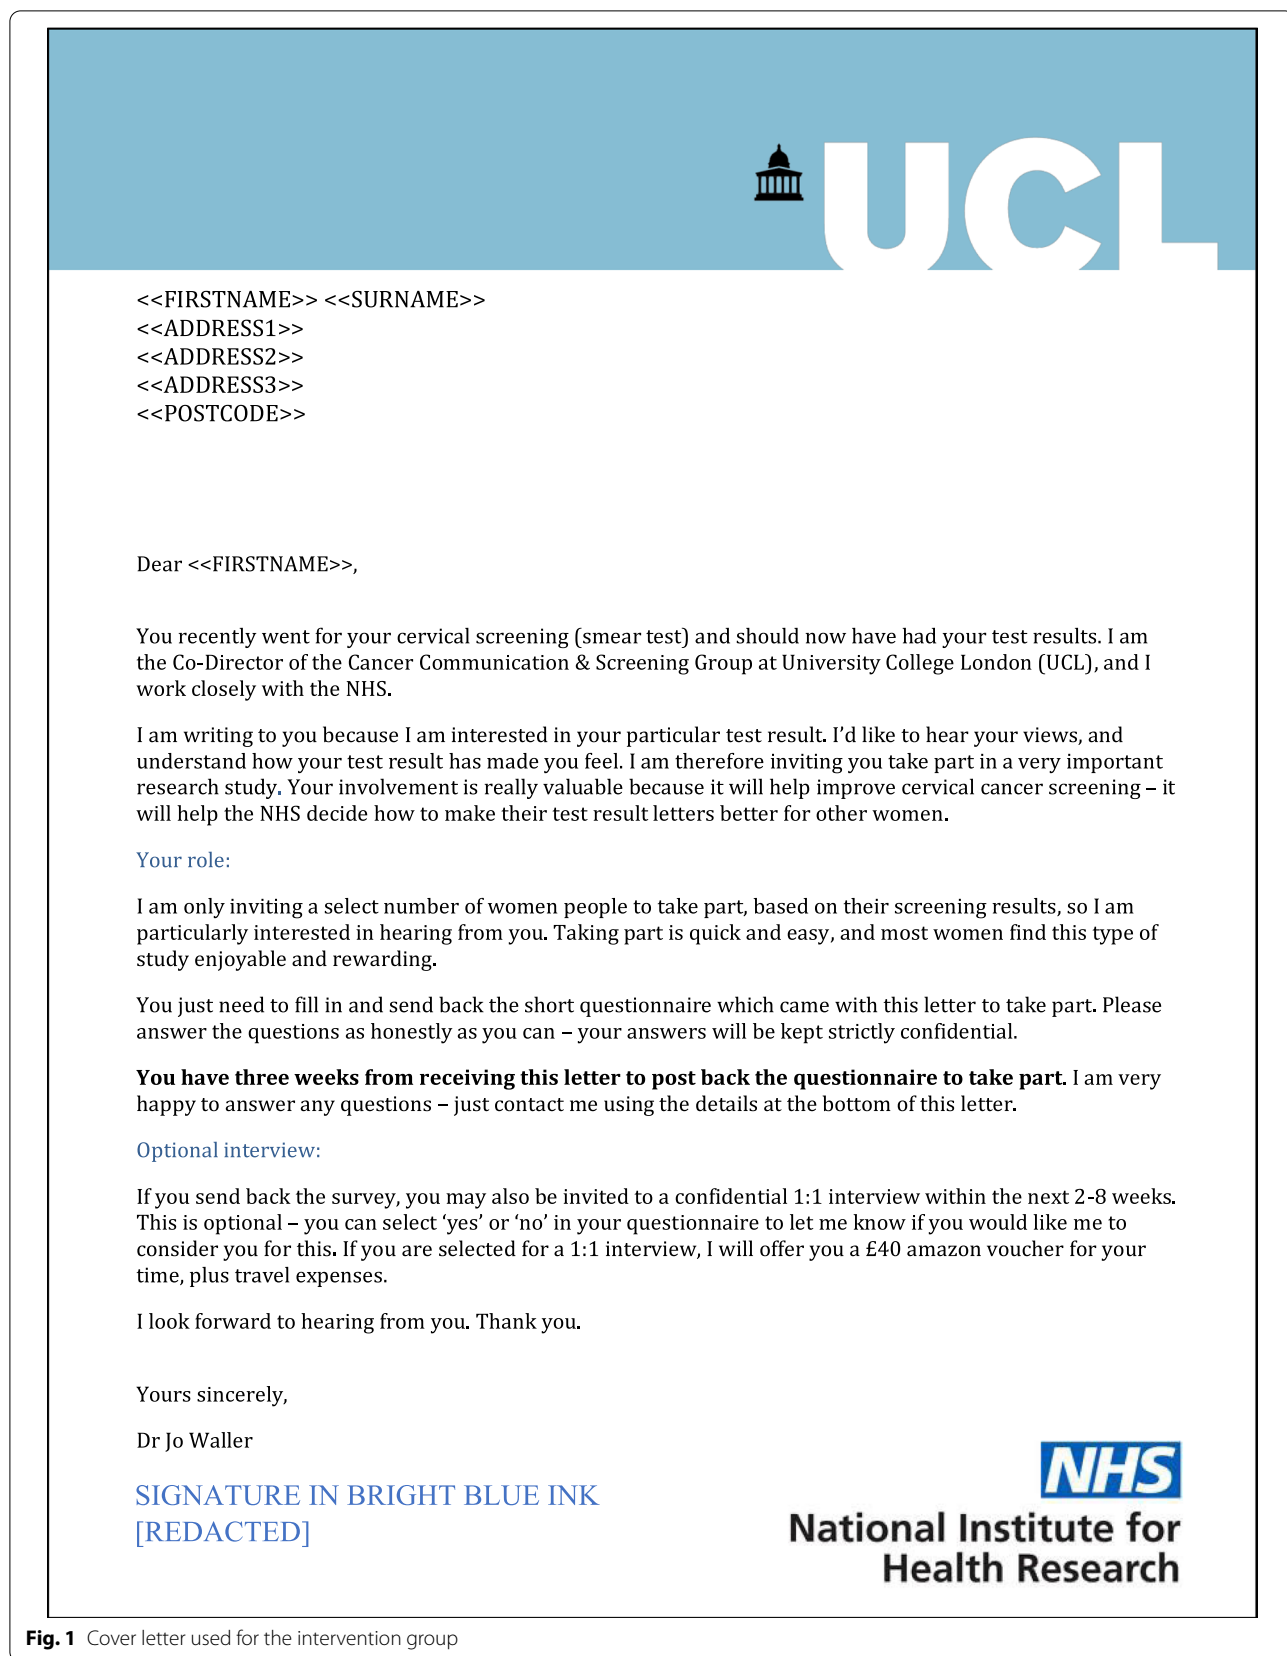 UCL
<<FIRSTNAME>> <<SURNAME>>
<<ADDRESS1>>
<<ADDRESS2>>
<<ADDRESS3>>
<<POSTCODE>>
Dear <<FIRSTNAME>>,
You recently went for your cervical screening (smear test) and should now have had your test results. I am
the Co-Director of the Cancer Communication & Screening Group at University College London (UCL), and I
work closely with the NHS.
I am writing to you because I am interested in your particular test result. I’d like to hear your views, and
understand how your test result has made you feel. I am therefore inviting you take part in a very important
research study. Your involvement is really valuable because it will help improve cervical cancer screening – it
will help the NHS decide how to make their test result letters better for other women.
Your role:
I am only inviting a select number of women people to take part, based on their screening results, so I am
particularly interested in hearing from you. Taking part is quick and easy, and most women find this type of
study enjoyable and rewarding.
You just need to fill in and send back the short questionnaire which came with this letter to take part. Please
answer the questions as honestly as you can – your answers will be kept strictly confidential.
You have three weeks from receiving this letter to post back the questionnaire to take part. I am very
happy to answer any questions – just contact me using the details at the bottom of this letter.
Optional interview:
If you send back the survey, you may also be invited to a confidential 1:1 interview within the next 2-8 weeks.
This is optional – you can select ‘yes’ or ‘no’ in your questionnaire to let me know if you would like me to
consider you for this. If you are selected for a 1:1 interview, I will offer you a £40 amazon voucher for your
time, plus travel expenses.
I look forward to hearing from you. Thank you.
Yours sincerely,
Dr Jo Waller
SIGNATURE IN BRIGHT BLUE INK
[REDACTED]
NHS
National Institute for
Health Research
Fig. 1 Cover letter used for the intervention group